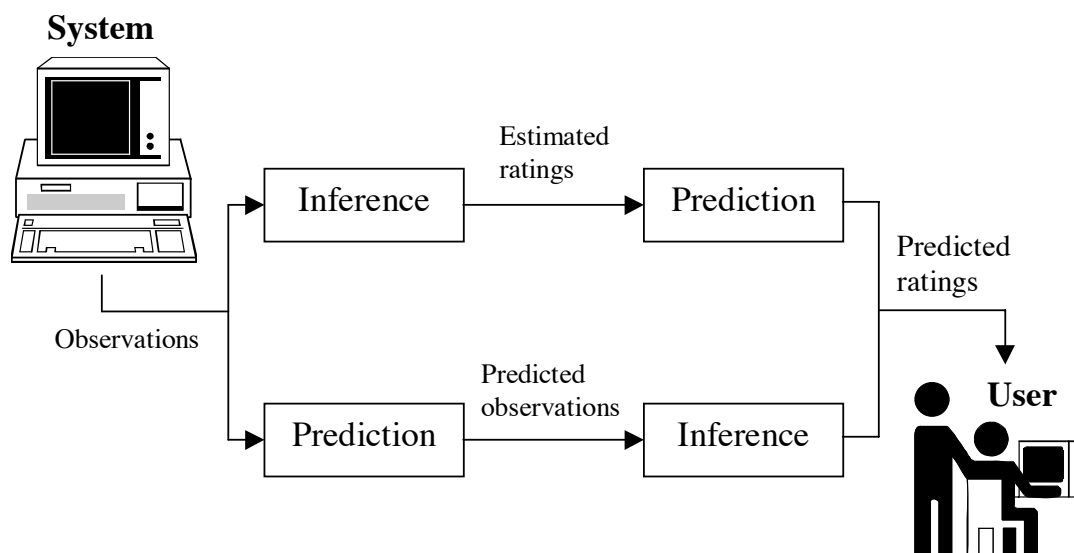 System
Estimated
ratings
Inference
Prediction
Predicted
ratings
Observations
Predicted
observations
User
Prediction
Inference